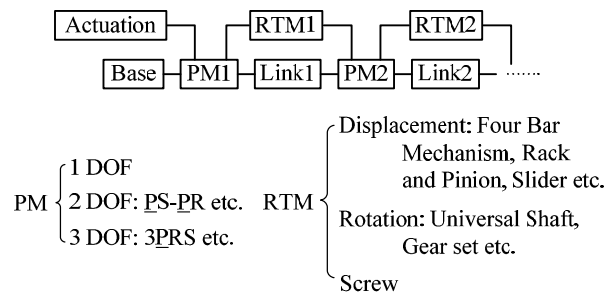 Actuation RTM1 RTM2
Base PM1 Link1 PM2 Link2 ......
PM
1 DOF
2 DOF: PS-PR etc.
3 DOF: 3PRS etc.
RTM
Displacement: Four Bar
Mechanism, Rack
and Pinion, Slider etc.
Rotation: Universal Shaft,
Gear set etc.
Screw